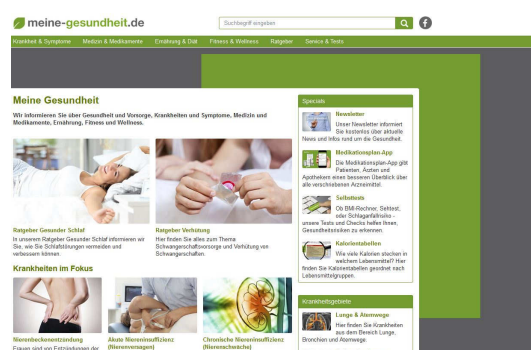 meine-gesundheit.de
Suchbegriff eingeben
Krankheit & Symptome Medizin & Medikamente Ernährung & Diät Fitness & Wellness Ratgeber Service & Tests
Meine Gesundheit
Wir informieren Sie über Gesundheit und Vorsorge, Krankheiten und Symptome, Medizin und
Medikamente, Ernährung, Fitness und Wellness.
Ratgeber Gesunder Schlaf
In unserem Ratgeber Gesunder Schlaf informieren wir
Sie, wie Sie Schlafstörungen vermeiden und
verbessern können.
Ratgeber Verhütung
Hier finden Sie alles zum Thema
Schwangerschaftsvorsorge und Verhütung von
Schwangerschaften.
Krankheiten im Fokus
Nierenbeckenentzündung
Frauen sind von Entzündungen der
Akute Niereninsuffizienz
(Nierenversagen)
Chronische Niereninsuffizienz
(Nierenschwäche)
Specials
Newsletter
Unser Newsletter informiert
Sie kostenlos über aktuelle
News und Infos rund um die Gesundheit.
Medikationsplan-App
Die Medikationsplan-App gibt
Patienten, Ärzten und
Apothekern einen besseren Überblick über
alle verschriebenen Arzneimittel.
Selbsttests
Ob BMI-Rechner, Sehtest,
oder Schlaganfallrisiko -
unsere Tests und Checks helfen Ihnen,
Gesundheitsrisiken zu erkennen.
Kalorientabellen
Wie viele Kalorien stecken in
welchem Lebensmittel? Hier
finden Sie Kalorientabellen geordnet nach
Lebensmittelgruppen.
Krankheitsgebiete
Lunge & Atemwege
Hier finden Sie Krankheiten
aus dem Bereich Lunge,
Bronchien und Atemwege.